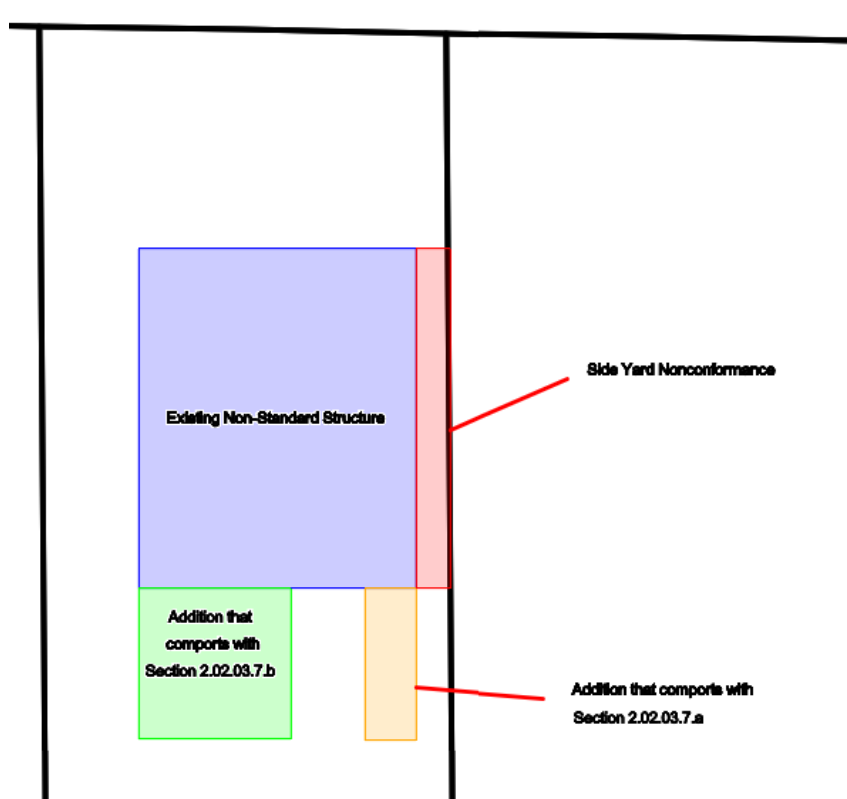 Side Yard Nonconformance
Existing Non-Standard Structure
Addition that
comports with
Section 2.02.03.7.b
Addition that comports with
Section 2.02.03.7.a